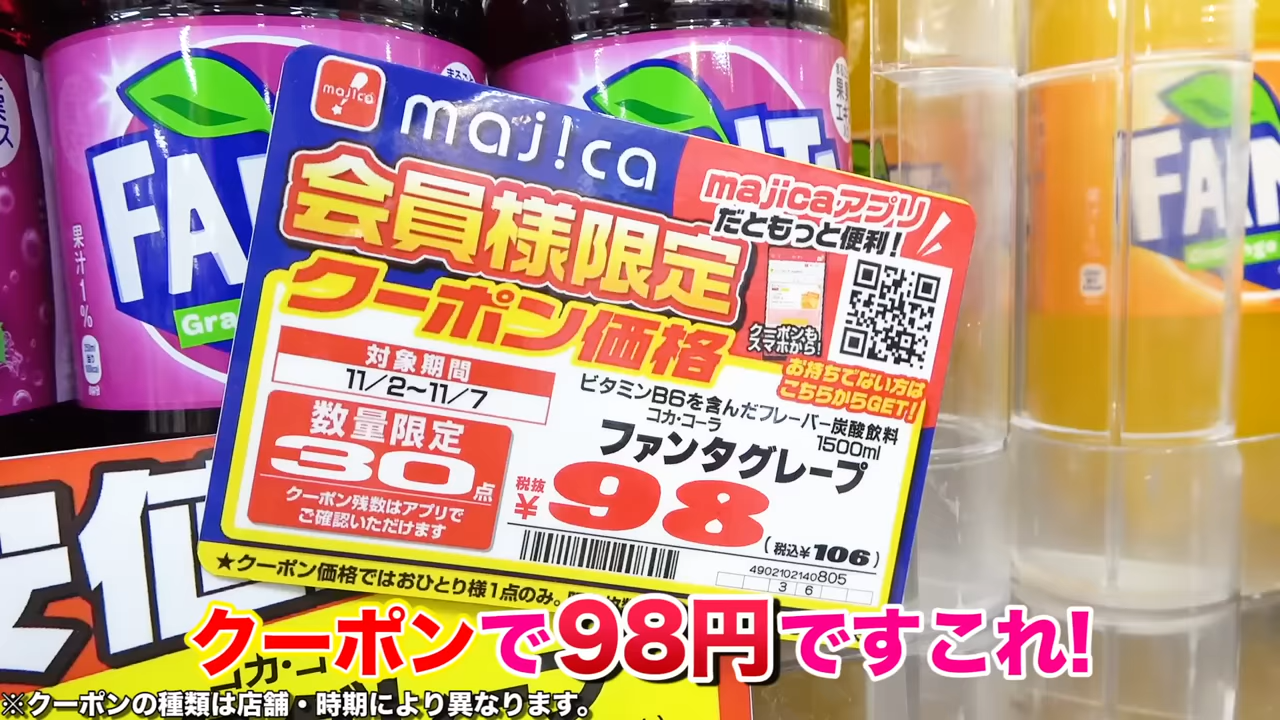 majica
maj!ca
会員様限定
クーポン価格
majicaアプリ
だともっと便利!
クーポンも
スマホから!
お持ちでない方は
こちらからGET!
対象期間
11/2~11/7
数量限定
30点
クーポン残数はアプリで
ご確認いただけます
ビタミンB6を含んだフレーバー炭酸飲料
コカ・コーラ
1500ml
ファンタグレープ
税抜
¥98
(税込¥106)
4902102140805
3 6
★クーポン価格ではおひとり様1点のみ。
FAN
Gra
果汁1%
FAN
コカ・コ
クーポンで98円ですこれ!
※クーポンの種類は店舗・時期により異なります。